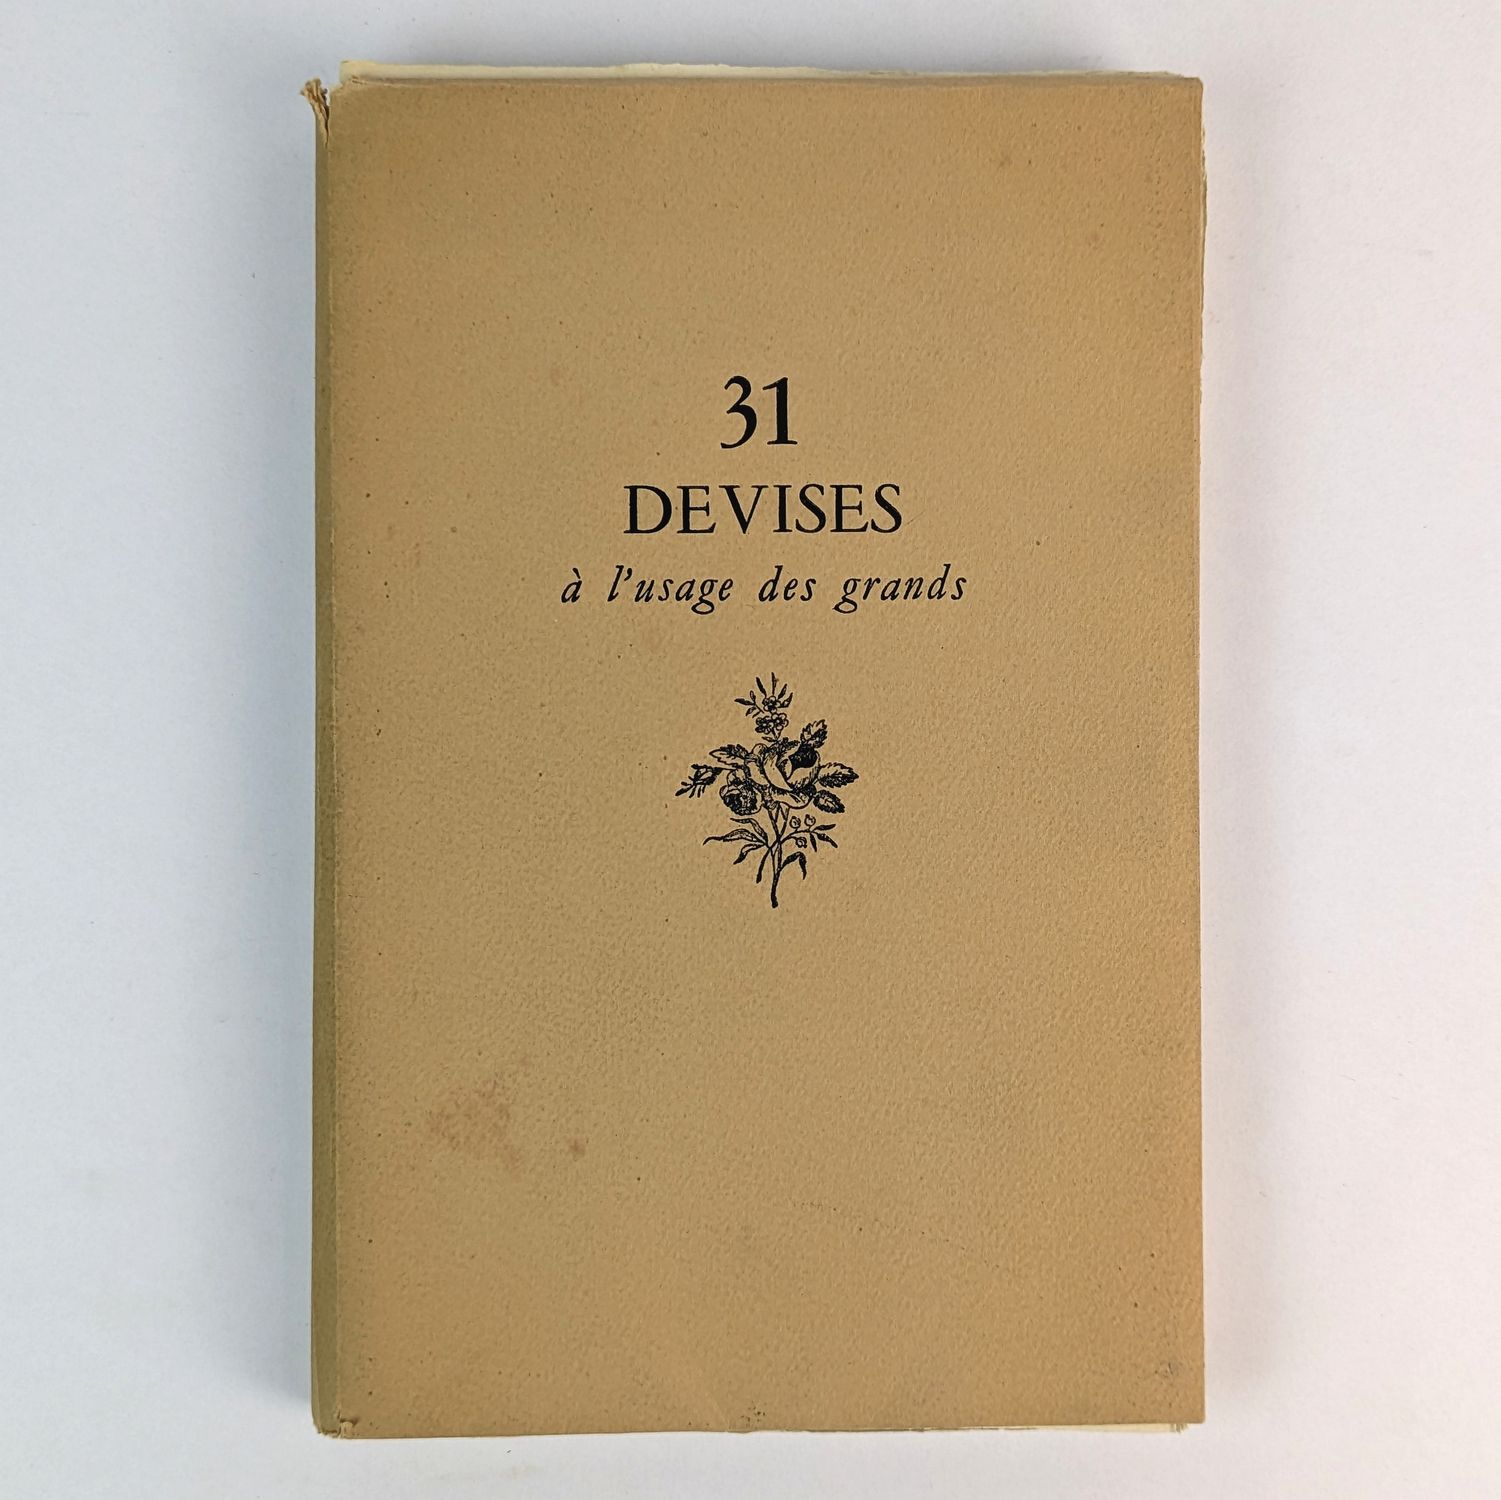 31
DEVISES
à l'usage des grands